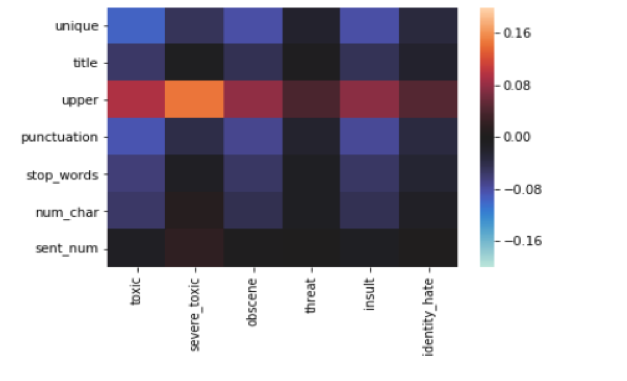 unique
title
upper
punctuation
stop_words
num_char
sent_num
toxic
severe_toxic
obscene
threat
insult
identity_hate
0.16
0.08
0.00
−0.08
−0.16